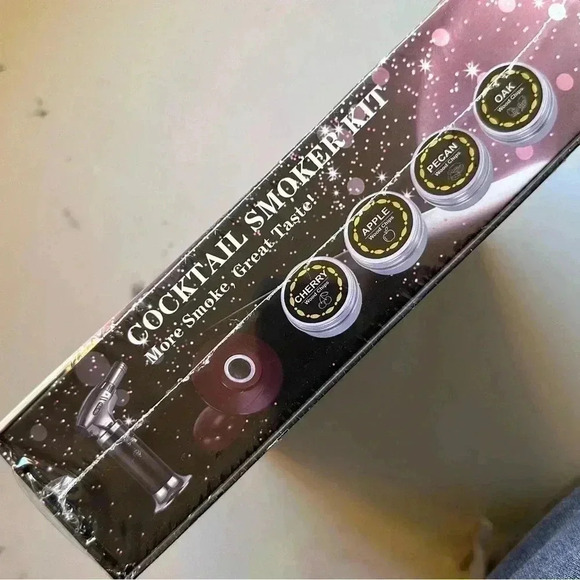 COCKTAIL SMOKER KIT
More Smoke, Great Taste!
CHERRY
Wood Chips
APPLE
Wood Chips
PECAN
Wood Chips
OAK
Wood Chips